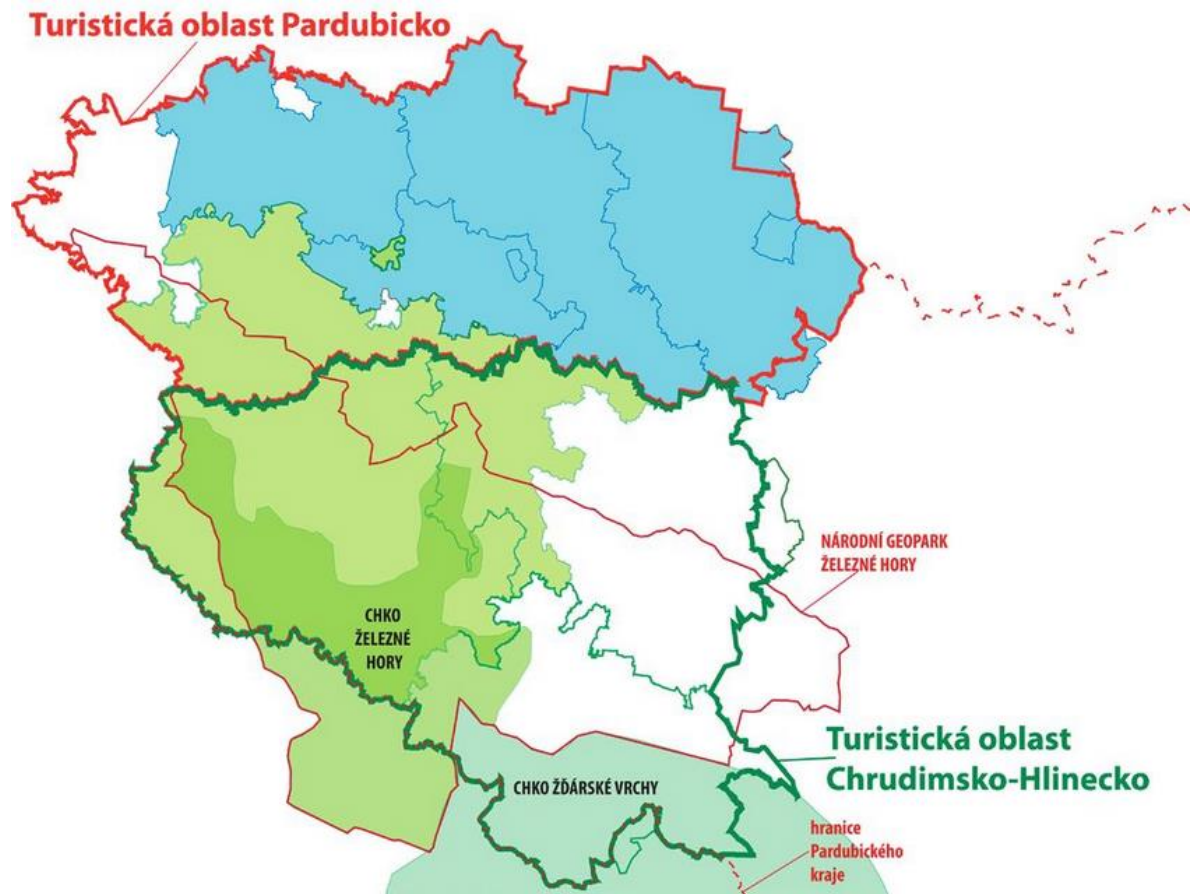 Turistická oblast Pardubicko
NÁRODNÍ GEOPARK
ŽELEZNÉ HORY
CHKO
ŽELEZNÉ
HORY
Turistická oblast
Chrudimsko-Hlinecko
CHKO ŽĎÁRSKÉ VRCHY
hranice
Pardubického
kraje